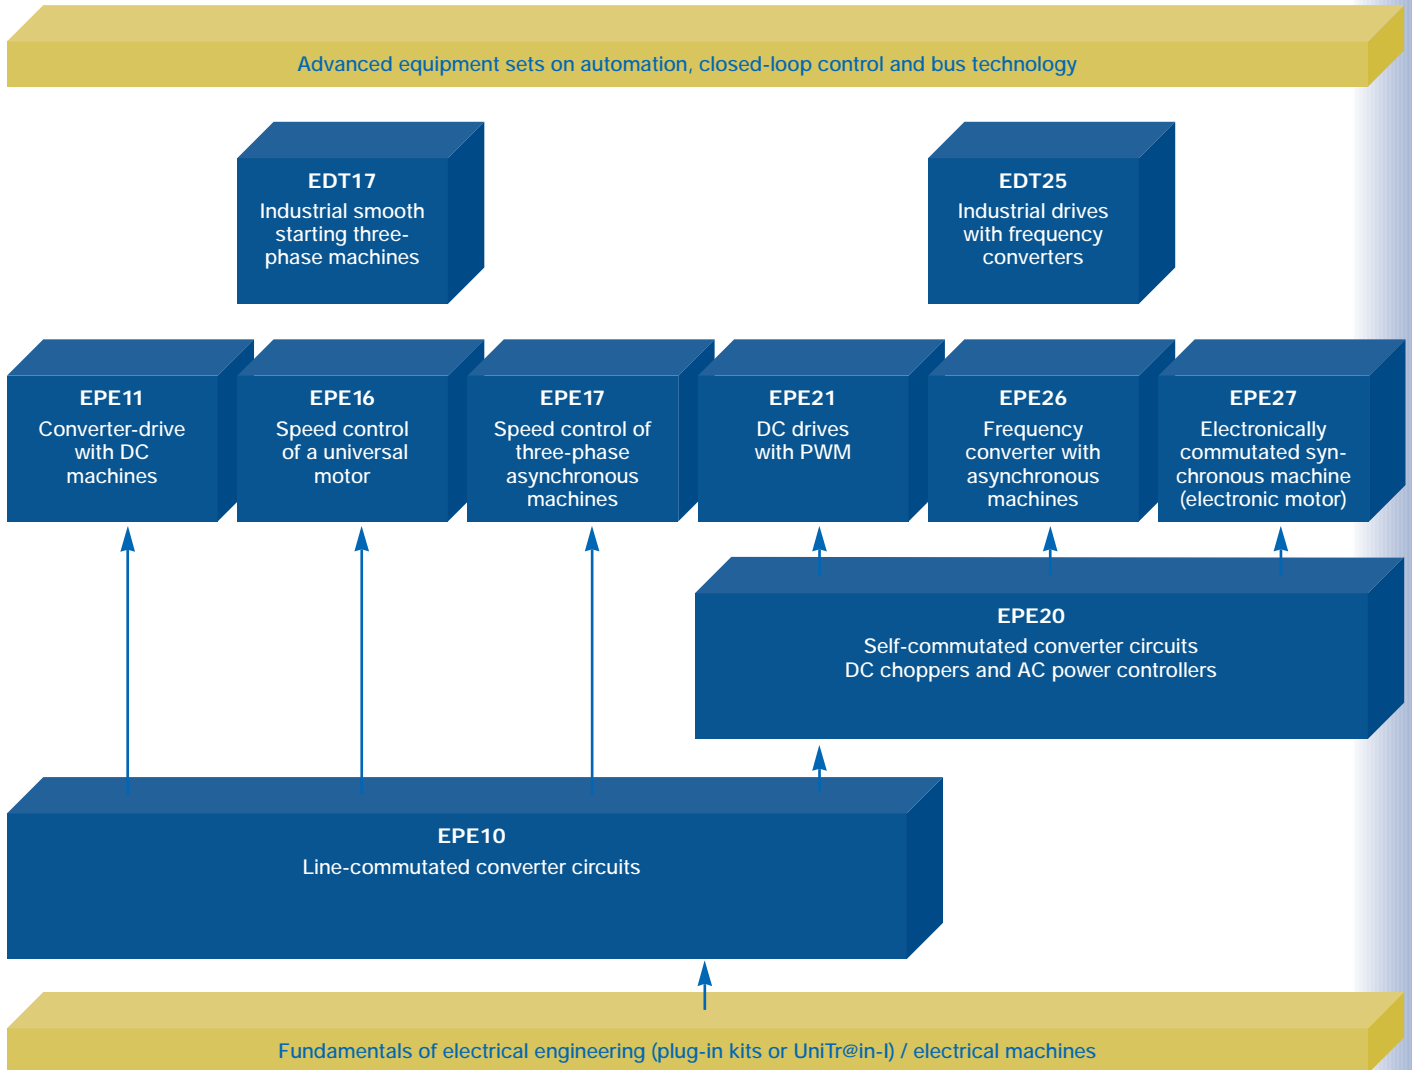 Advanced equipment sets on automation, closed-loop control and bus technology
EDT17
Industrial smooth
starting three-
phase machines
EDT25
Industrial drives
with frequency
converters
EPE11
Converter-drive
with DC
machines
EPE16
Speed control
of a universal
motor
EPE17
Speed control of
three-phase
asynchronous
machines
EPE21
DC drives
with PWM
EPE26
Frequency
converter with
asynchronous
machines
EPE27
Electronically
commutated syn-
chronous machine
(electronic motor)
EPE20
Self-commutated converter circuits
DC choppers and AC power controllers
EPE10
Line-commutated converter circuits
Fundamentals of electrical engineering (plug-in kits or UniTr@in-I) / electrical machines